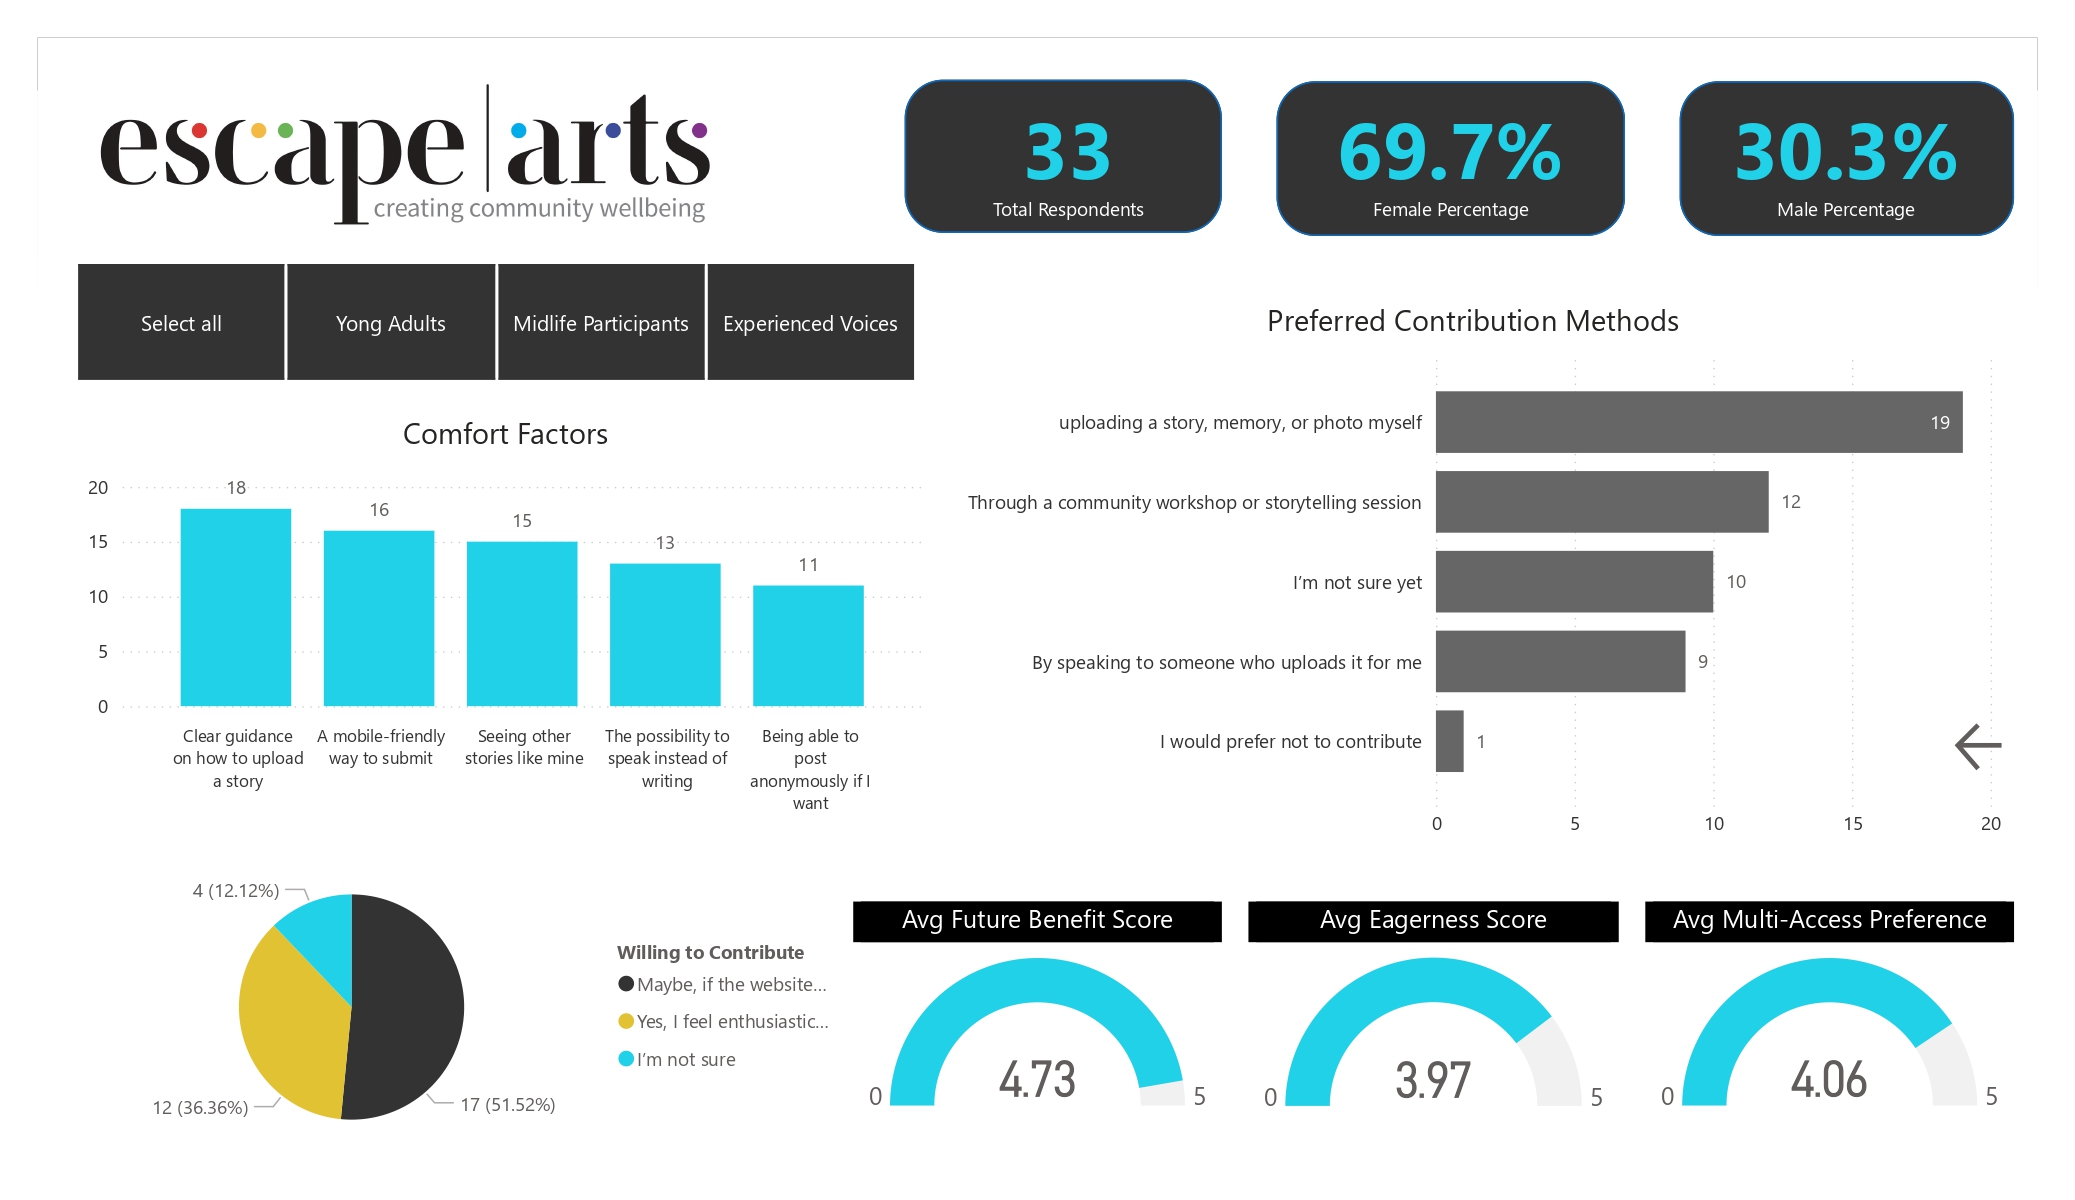 escape arts
creating community wellbeing
33
Total Respondents
69.7%
Female Percentage
30.3%
Male Percentage
Select all
Yong Adults
Midlife Participants
Experienced Voices
Comfort Factors
20
15
10
5
0
18
16
15
13
11
Clear guidance
on how to upload
a story
A mobile-friendly
way to submit
Seeing other
stories like mine
The possibility to
speak instead of
writing
Being able to
post
anonymously if I
want
Preferred Contribution Methods
uploading a story, memory, or photo myself
19
Through a community workshop or storytelling session
12
I'm not sure yet
10
By speaking to someone who uploads it for me
9
I would prefer not to contribute
1
0
5
10
15
20
4 (12.12%)
12 (36.36%)
17 (51.52%)
Willing to Contribute
Maybe, if the website...
Yes, I feel enthusiastic...
I'm not sure
Avg Future Benefit Score
0
4.73
5
Avg Eagerness Score
0
3.97
5
Avg Multi-Access Preference
0
4.06
5